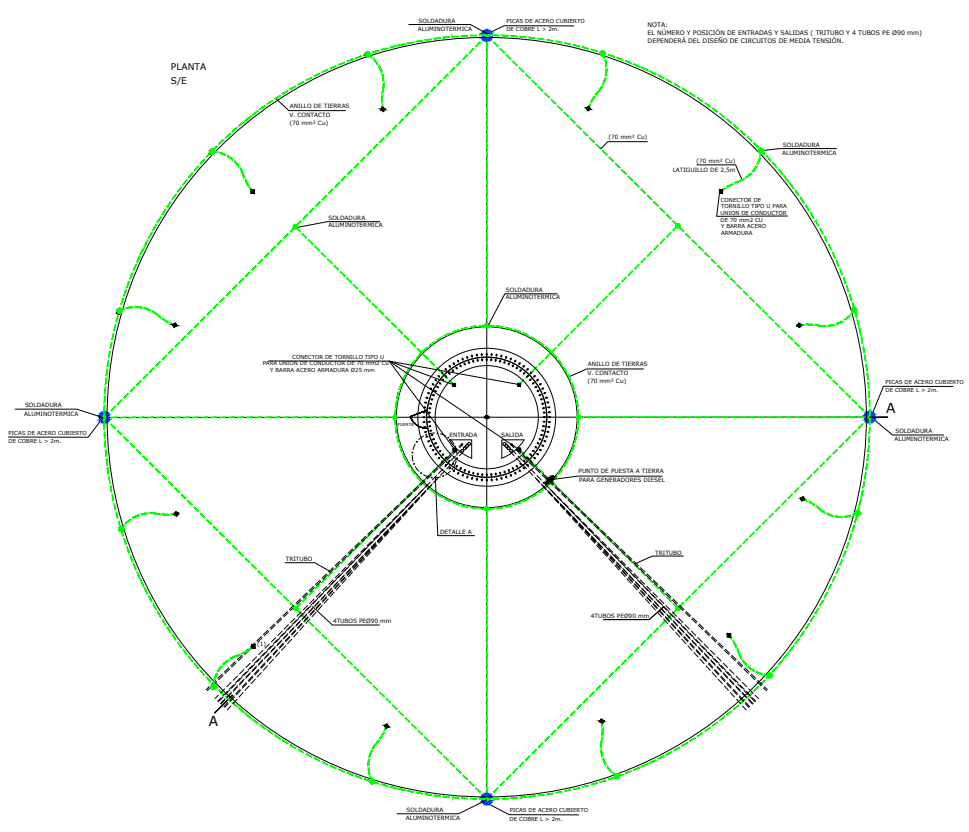 SOLDADURA
ALUMINOTERMICA
PICAS DE ACERO CUBIERTO
DE COBRE L > 2m.
NOTA:
EL NÚMERO Y POSICIÓN DE ENTRADAS Y SALIDAS ( TRITUBO Y 4 TUBOS PE Ø90 mm)
DEPENDERÁ DEL DISEÑO DE CIRCUITOS DE MEDIA TENSIÓN.
PLANTA
S/E
ANILLO DE TIERRAS
V. CONTACTO
(70 mm² Cu)
(70 mm² Cu)
SOLDADURA
ALUMINOTERMICA
(70 mm² Cu)
LATIGUILLO DE 2,5m
CONECTOR DE
TORNILLO TIPO U PARA
UNION DE CONDUCTOR
DE 70 mm2 CU
Y BARRA ACERO
ARMADURA
SOLDADURA
ALUMINOTERMICA
SOLDADURA
ALUMINOTERMICA
CONECTOR DE TORNILLO TIPO U
PARA UNION DE CONDUCTOR DE 70 mm2 CU
Y BARRA ACERO ARMADURA Ø25 mm
ANILLO DE TIERRAS
V. CONTACTO
(70 mm² Cu)
PICAS DE ACERO CUBIERTO
DE COBRE L > 2m.
A
SOLDADURA
ALUMINOTERMICA
SOLDADURA
ALUMINOTERMICA
PICAS DE ACERO CUBIERTO
DE COBRE L > 2m.
PUERTA
ENTRADA
SALIDA
PUNTO DE PUESTA A TIERRA
PARA GENERADORES DIESEL
DETALLE A
TRITUBO
TRITUBO
4TUBOS PEØ90 mm
4TUBOS PEØ90 mm
(1)
A
SOLDADURA
ALUMINOTERMICA
PICAS DE ACERO CUBIERTO
DE COBRE L > 2m.